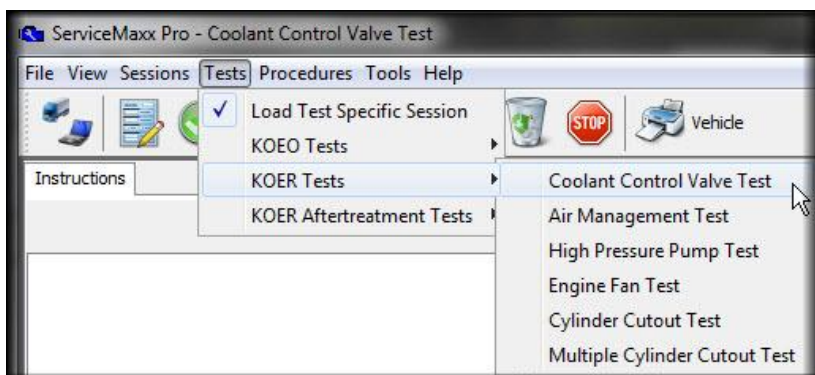 ServiceMaxx Pro - Coolant Control Valve Test
File View Sessions Tests Procedures Tools Help
Load Test Specific Session
STOP
Vehicle
KOEO Tests
Instructions
KOER Tests
Coolant Control Valve Test
KOER Aftertreatment Tests
Air Management Test
High Pressure Pump Test
Engine Fan Test
Cylinder Cutout Test
Multiple Cylinder Cutout Test